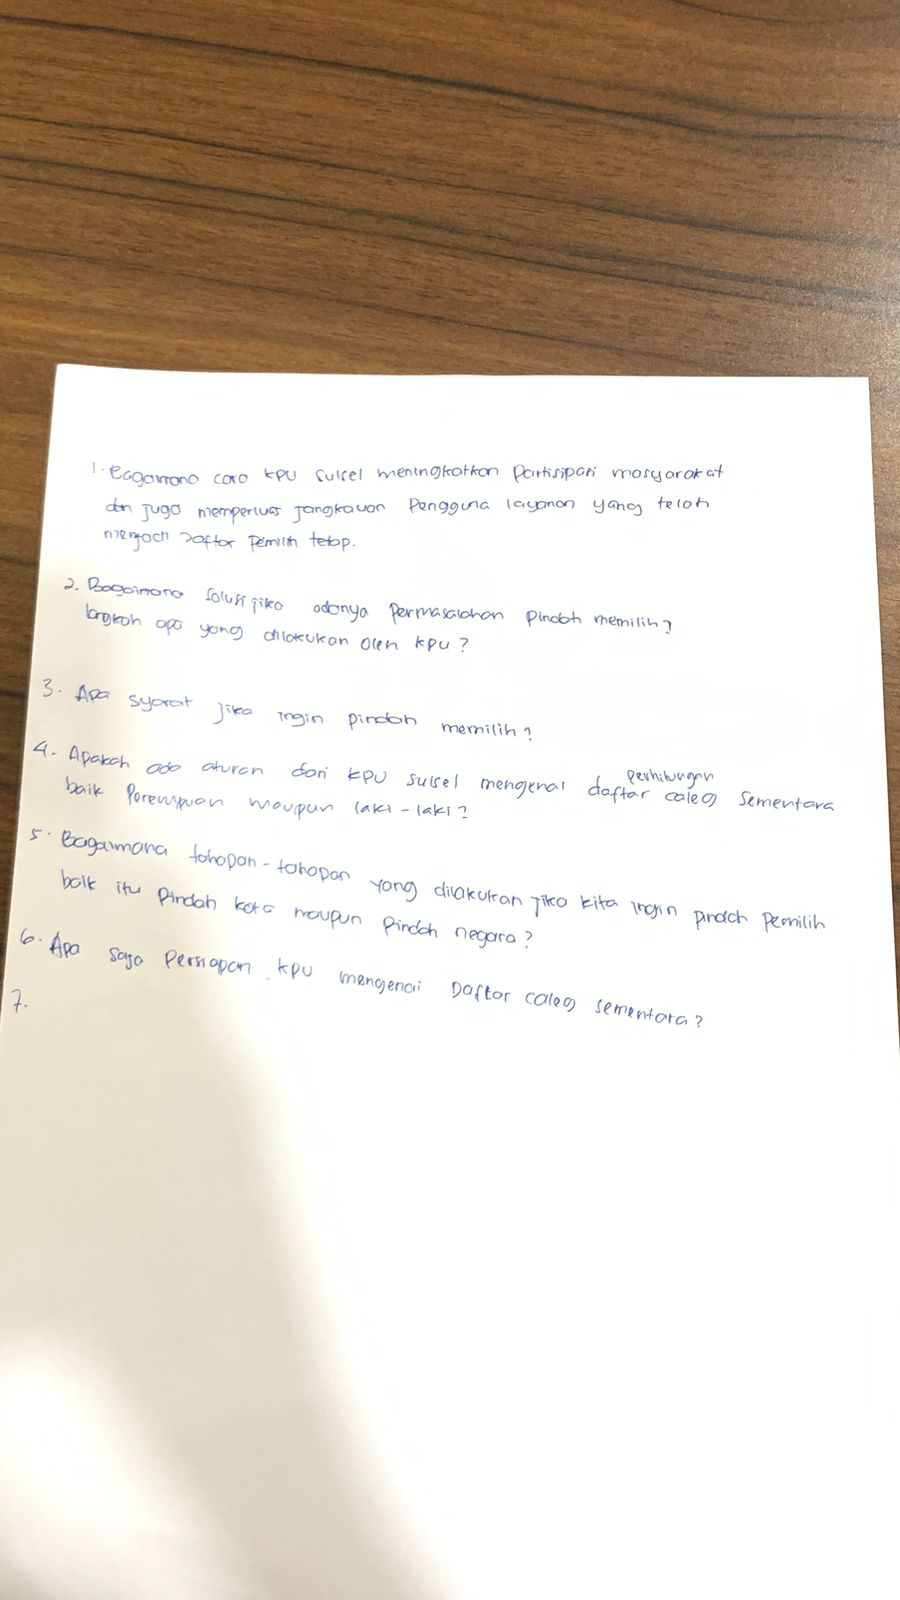 1. Bagaimana cara KPU Sulsel meningkatkan partisipasi masyarakat
dan juga memperluas jangkauan Pengguna layanan yang telah
menjadi Daftar Pemilih tetap.
2. Bagaimana solusi jika adanya Permasalahan pindah memilih?
langkah apa yang dilakukan oleh KPU?
3. Apa syarat jika ingin pindah memilih?
4. Apakah ada aturan dari KPU Sulsel mengenai perhitungan daftar caleg sementara
baik Perempuan maupun laki-laki?
5. Bagaimana tahapan-tahapan yang dilakukan jika kita ingin pindah Pemilih
baik itu Pindah kota maupun Pindah negara?
6. Apa saja Persiapan KPU mengenai Daftar caleg sementara?
7.